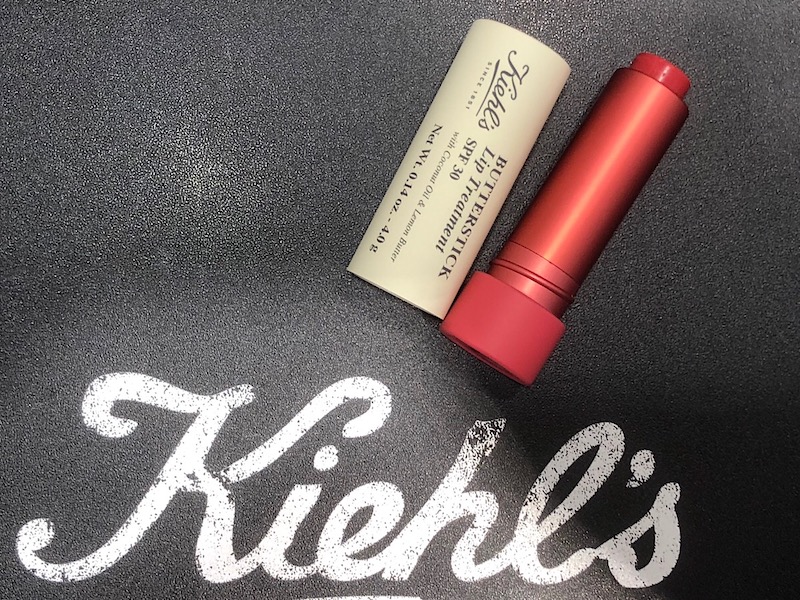 Kiehl's
SINCE 1851
BUTTERSTICK
Lip Treatment
SPF 30
with Coconut Oil & Lemon Butter
Net Wt. 0.14 oz. - 4.0 g
Kiehl's